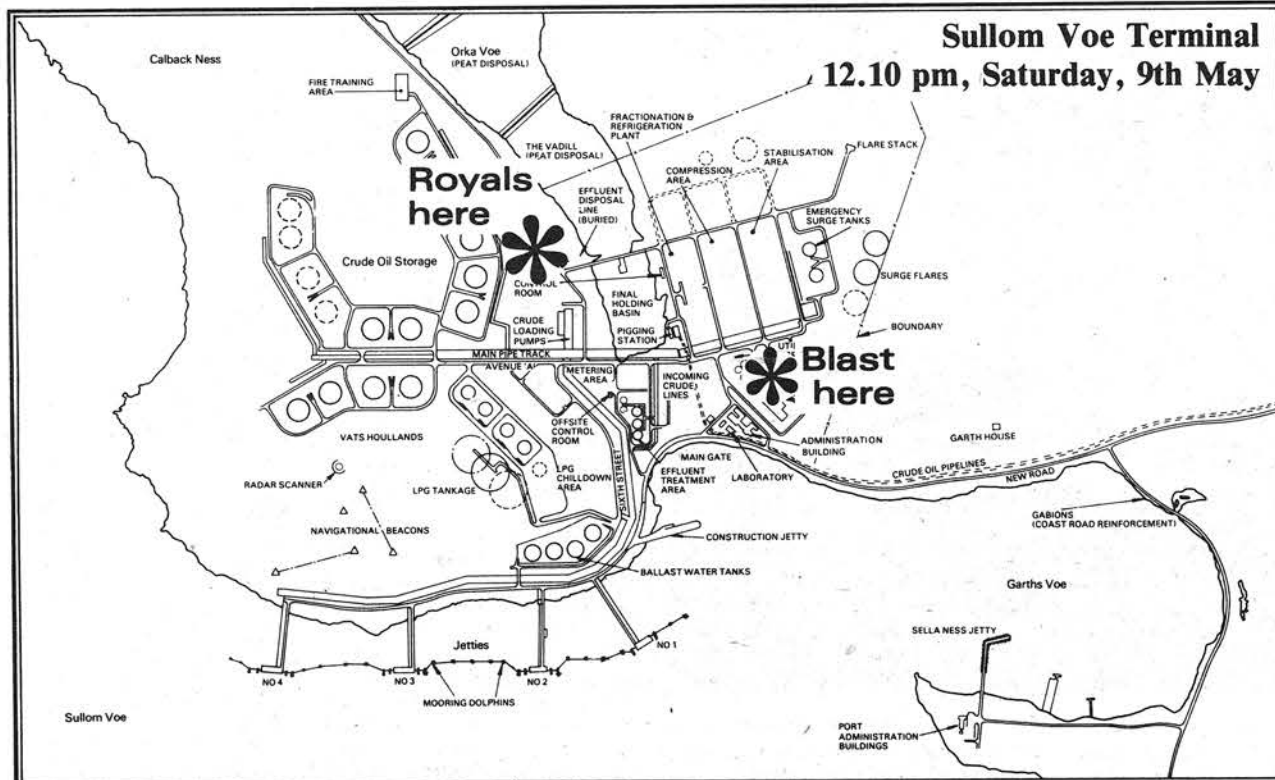 Sullom Voe Terminal
12.10 pm, Saturday, 9th May
Calback Ness
Orka Voe
(PEAT DISPOSAL)
FIRE TRAINING
AREA
FRACTIONATION &
REFRIGERATION
PLANT
THE VADILL
(PEAT DISPOSAL)
COMPRESSION
AREA
STABILISATION
AREA
FLARE STACK
Royals
here
EFFLUENT
DISPOSAL
LINE
(BURIED)
EMERGENCY
SURGE TANKS
Crude Oil Storage
SURGE FLARES
CONTROL
ROOM
FINAL
HOLDING
BASIN
CRUDE
LOADING
PUMPS
PIGGING
STATION
BOUNDARY
MAIN PIPE TRACK
AVENUE 'A'
METERING
AREA
INCOMING
CRUDE
LINES
UTI
Blast
here
OFFSITE
CONTROL
ROOM
VATS HOULLANDS
ADMINISTRATION
BUILDING
GARTH HOUSE
MAIN GATE
LABORATORY
CRUDE OIL PIPELINES
NEW ROAD
EFFLUENT
TREATMENT
AREA
SIXTH STREET
LPG
CHILLDOWN
AREA
RADAR SCANNER
LPG TANKAGE
GABIONS
(COAST ROAD REINFORCEMENT)
NAVIGATIONAL BEACONS
CONSTRUCTION JETTY
BALLAST WATER TANKS
Garths Voe
SELLA NESS JETTY
Jetties
NO 4
NO 3
NO 2
NO 1
MOORING DOLPHINS
Sullom Voe
PORT
ADMINISTRATION
BUILDINGS